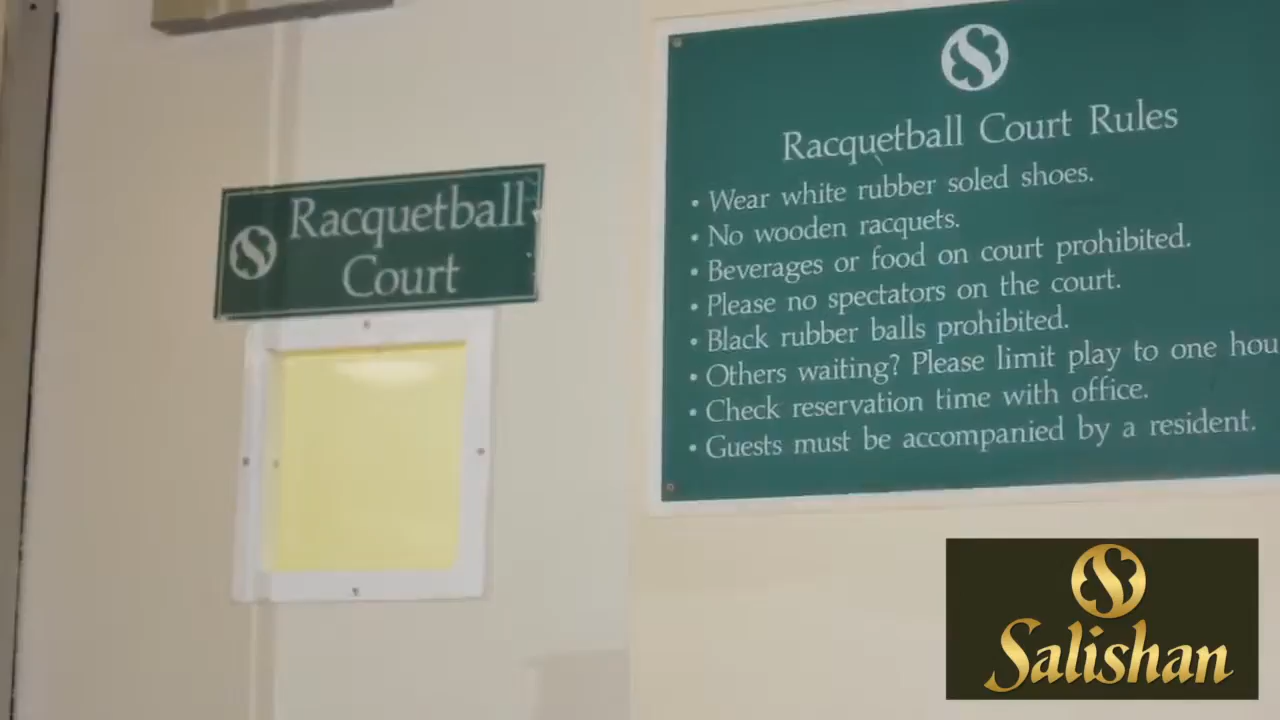 Racquetball
Court
Racquetball Court Rules
• Wear white rubber soled shoes.
• No wooden racquets.
• Beverages or food on court prohibited.
• Please no spectators on the court.
• Black rubber balls prohibited.
• Others waiting? Please limit play to one hou
• Check reservation time with office.
• Guests must be accompanied by a resident.
Salishan